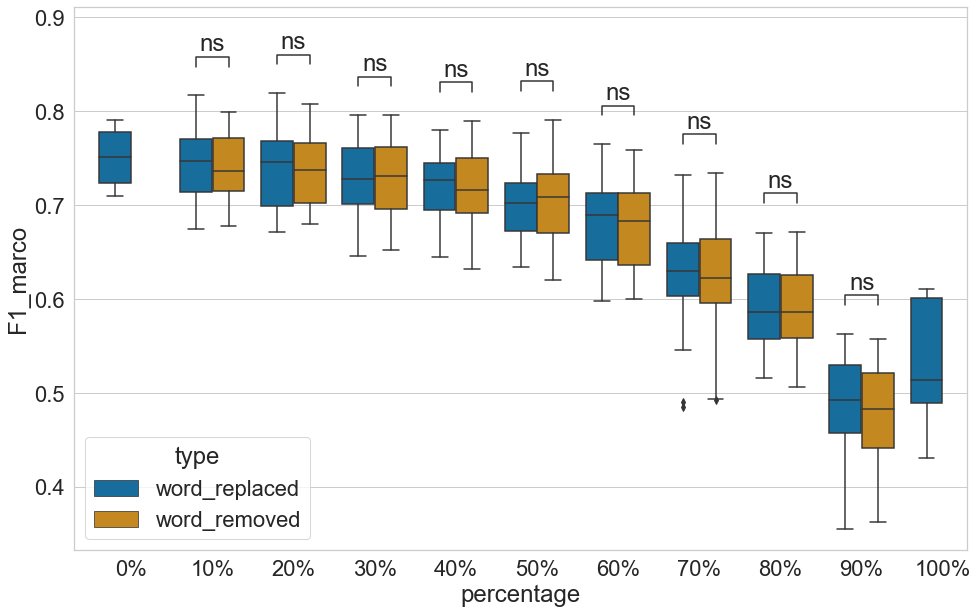 0.9
ns
ns
ns
ns
ns
0.8
ns
ns
ns
0.7
0.6
ns
0.5
0.4
F1_marco
type
word_replaced
word_removed
0% 10% 20% 30% 40% 50% 60% 70% 80% 90% 100%
percentage